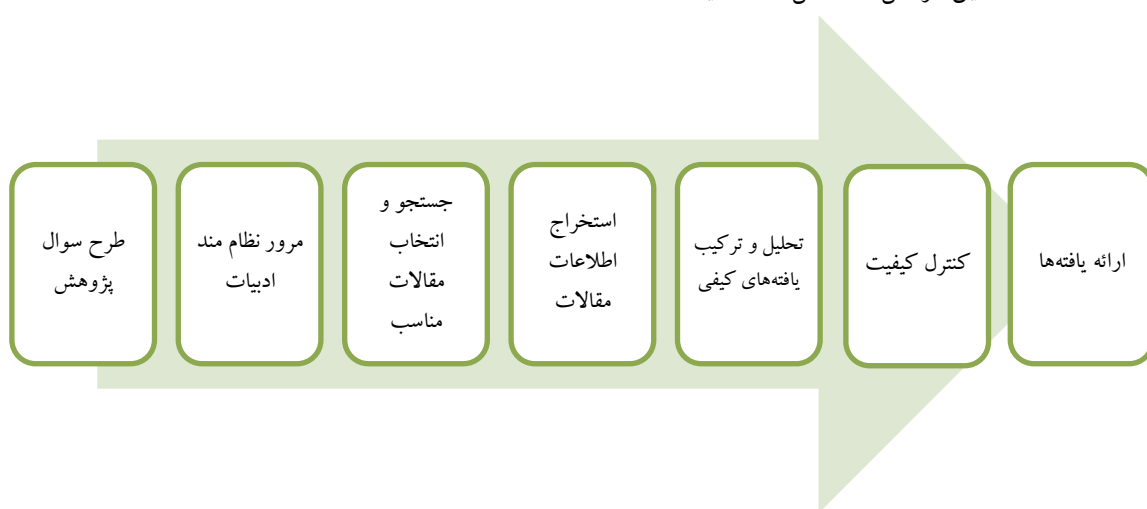 طرح سوال
پژوهش
مرور نظام مند
ادبیات
جستجو و
انتخاب
مقالات
مناسب
استخراج
اطلاعات
مقالات
تحلیل و ترکیب
یافته‌های کیفی
کنترل کیفیت
ارائه یافته‌ها